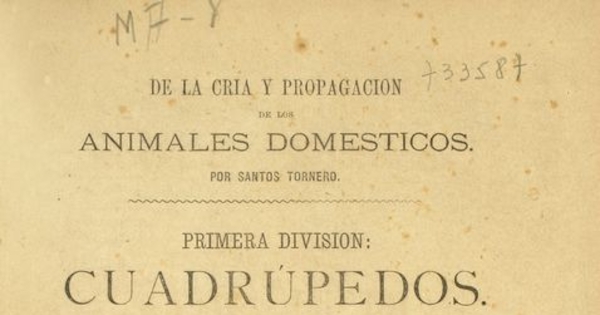 M7-8
733587
DE LA CRIA Y PROPAGACION
DE LOS
ANIMALES DOMESTICOS.
POR SANTOS TORNERO.
PRIMERA DIVISION:
CUADRÚPEDOS.